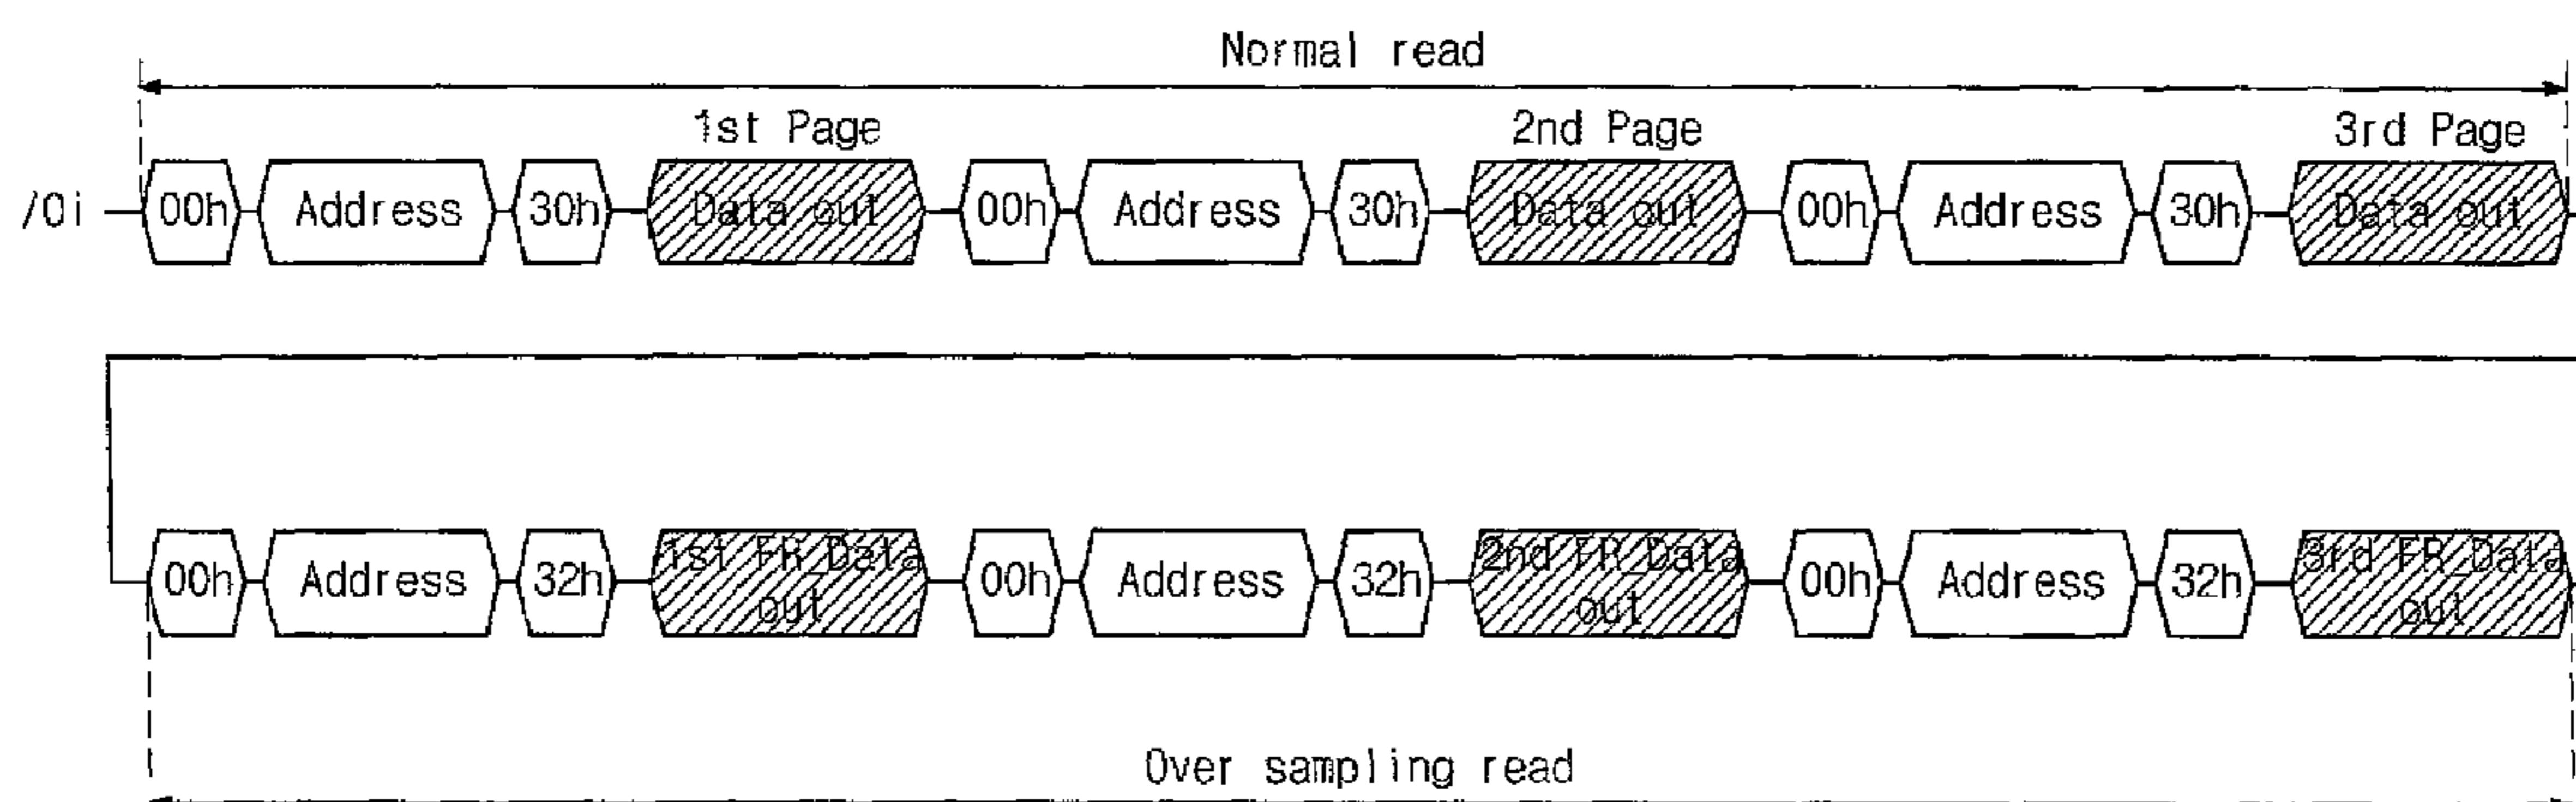 Normal read
1st Page 2nd Page 3rd Page
/Oi 00h Address 30h Data out 00h Address 30h Data out 00h Address 30h Data out
00h Address 32h 1st FR_Data out 00h Address 32h 2nd FR_Data out 00h Address 32h 3rd FR_Data out
Over sampling read